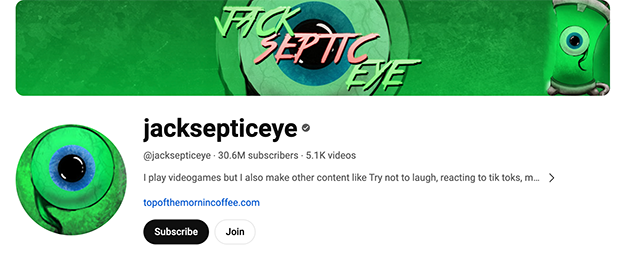 JACK
SEPTIC
EYE
jacksepticeye
@jacksepticeye · 30.6M subscribers · 5.1K videos
I play videogames but I also make other content like Try not to laugh, reacting to tik toks, m...
topofthemornincoffee.com
Subscribe Join